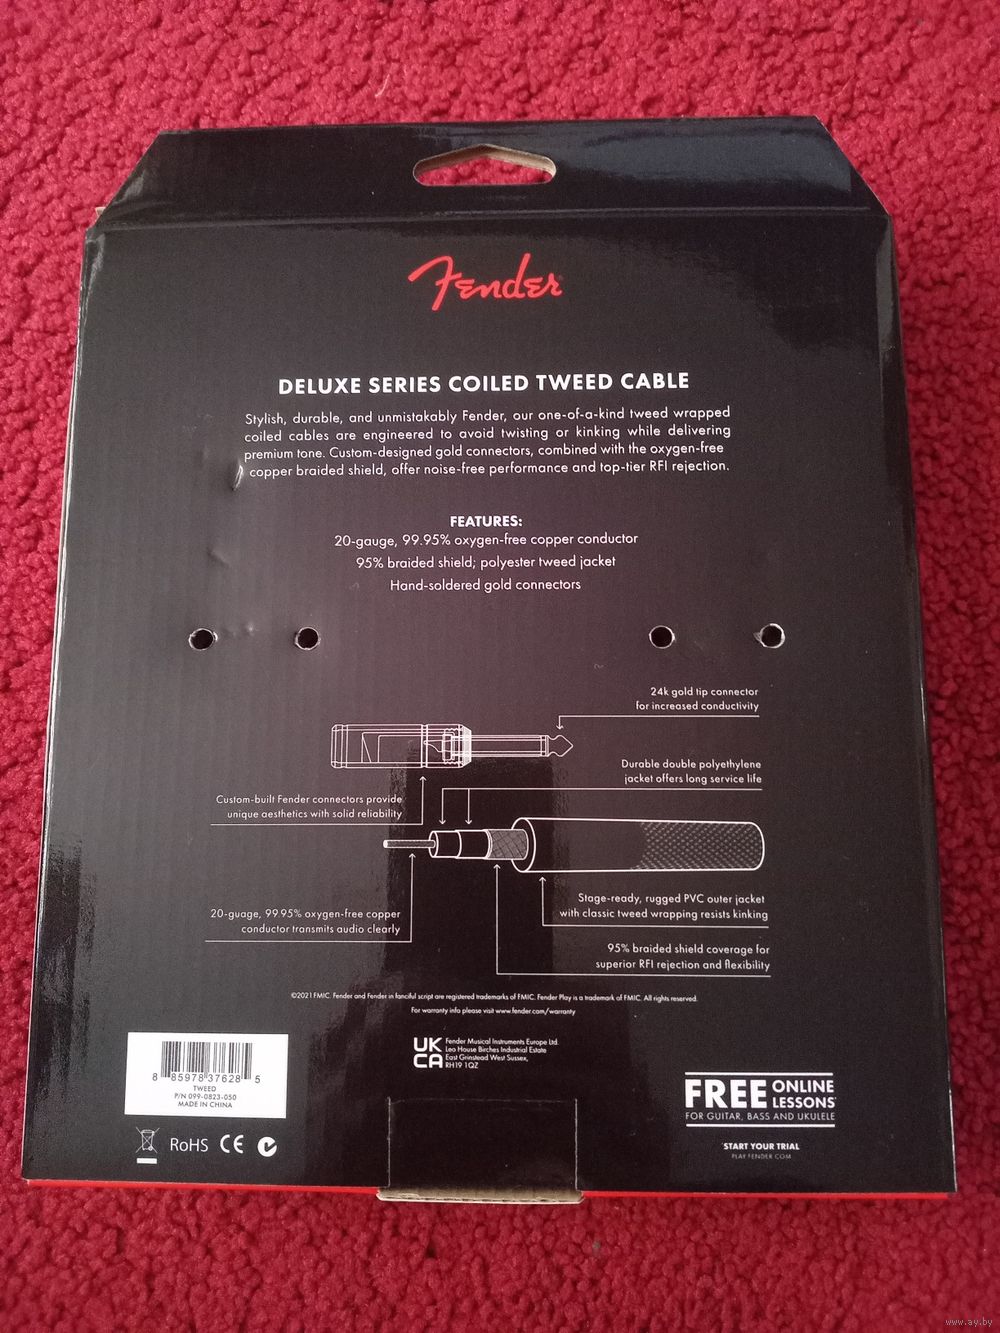 Fender
DELUXE SERIES COILED TWEED CABLE
Stylish, durable, and unmistakably Fender, our one-of-a-kind tweed wrapped
coiled cables are engineered to avoid twisting or kinking while delivering
premium tone. Custom-designed gold connectors, combined with the oxygen-free
copper braided shield, offer noise-free performance and top-tier RFI rejection.
FEATURES:
20-gauge, 99.95% oxygen-free copper conductor
95% braided shield; polyester tweed jacket
Hand-soldered gold connectors
24k gold tip connector
for increased conductivity
Durable double polyethylene
jacket offers long service life
Custom-built Fender connectors provide
unique aesthetics with solid reliability
Stage-ready, rugged PVC outer jacket
with classic tweed wrapping resists kinking
20-guage, 99.95% oxygen-free copper
conductor transmits audio clearly
95% braided shield coverage for
superior RFI rejection and flexibility
©2021 FMIC. Fender and Fender in fanciful script are registered trademarks of FMIC. Fender Play is a trademark of FMIC. All rights reserved.
For warranty info please visit www.fender.com/warranty
8 85978 37628 5
TWEED
P/N 099-0823-050
MADE IN CHINA
RoHS CE
UK
CA
Fender Musical Instruments Europe Ltd.
Leo House Birches Industrial Estate
East Grinstead West Sussex,
RH19 1QZ
FREE ONLINE
LESSONS
FOR GUITAR, BASS AND UKULELE
START YOUR TRIAL
PLAY.FENDER.COM
www.ay.by